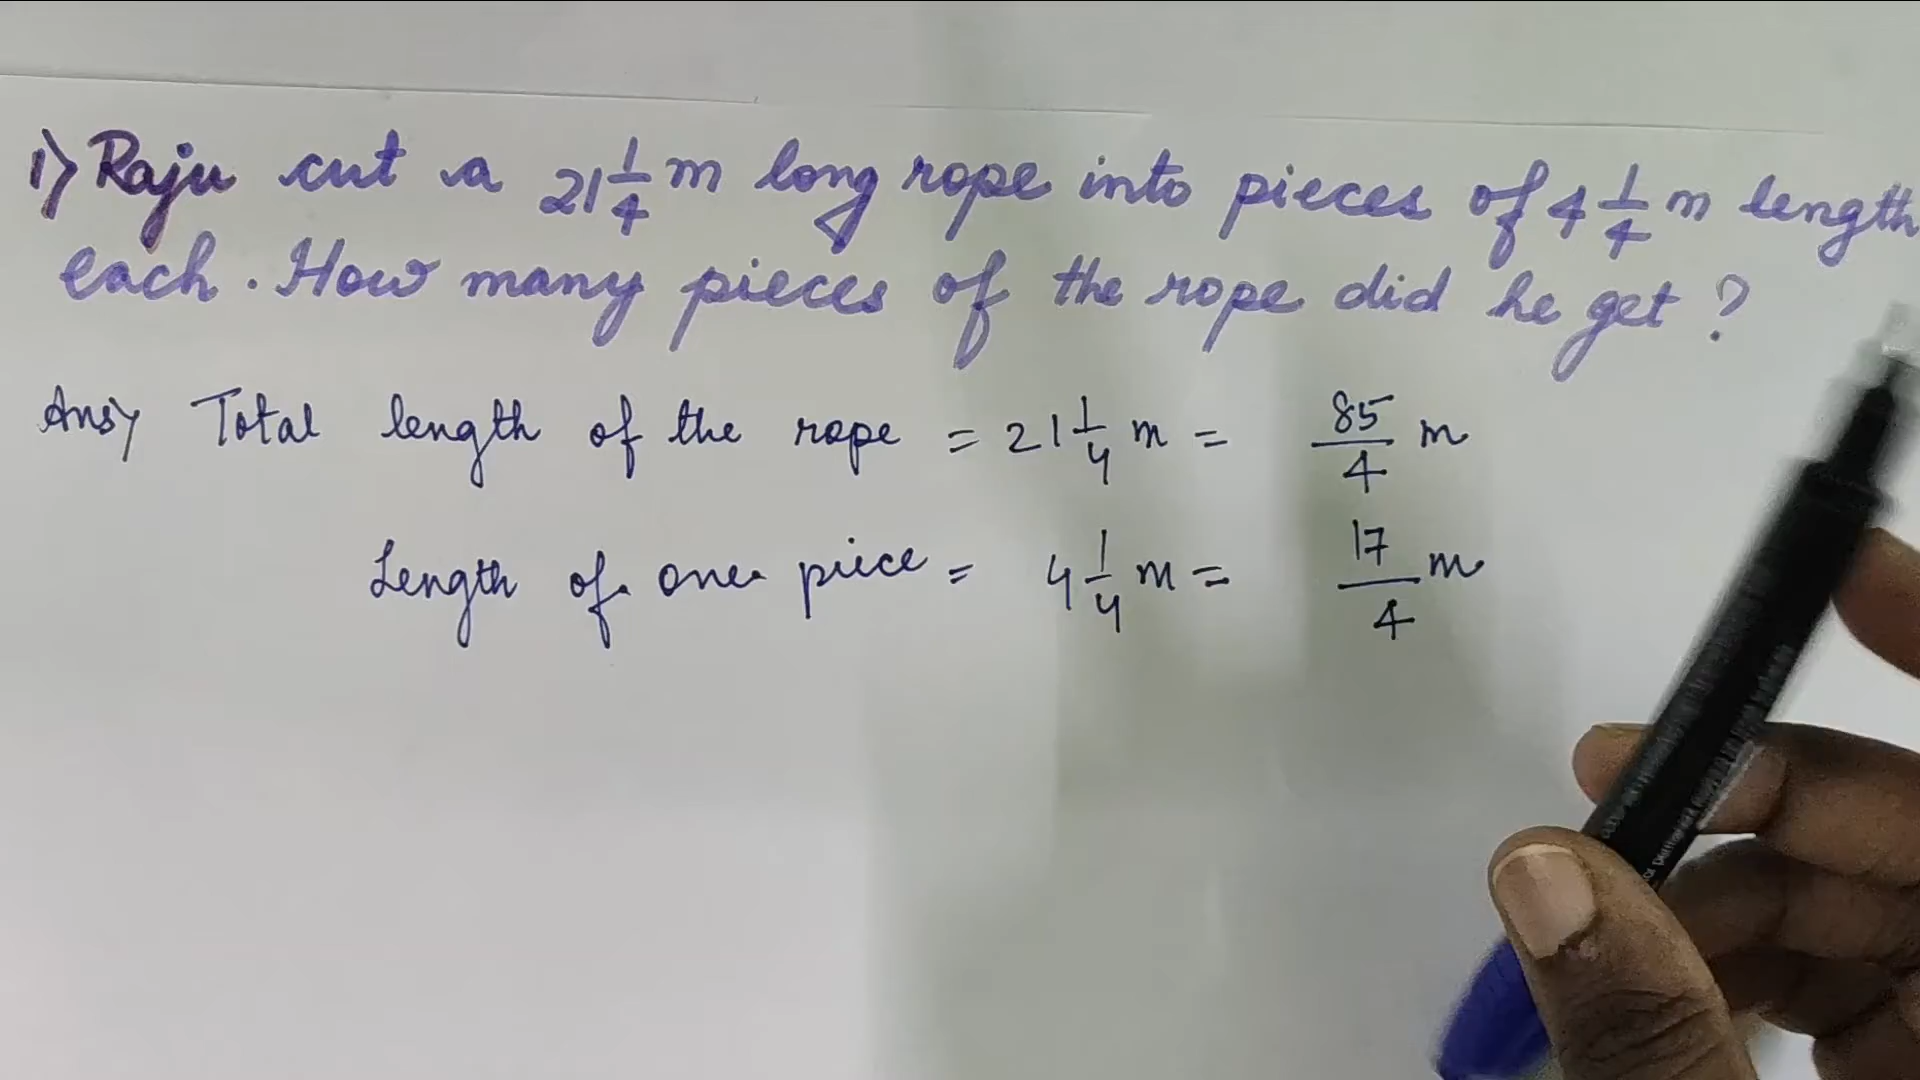 1) Raju cut a 21 1/4 m long rope into pieces of 4 1/4 m length
each. How many pieces of the rope did he get?
Ans) Total length of the rope = 21 1/4 m = 85/4 m
Length of one piece = 4 1/4 m = 17/4 m